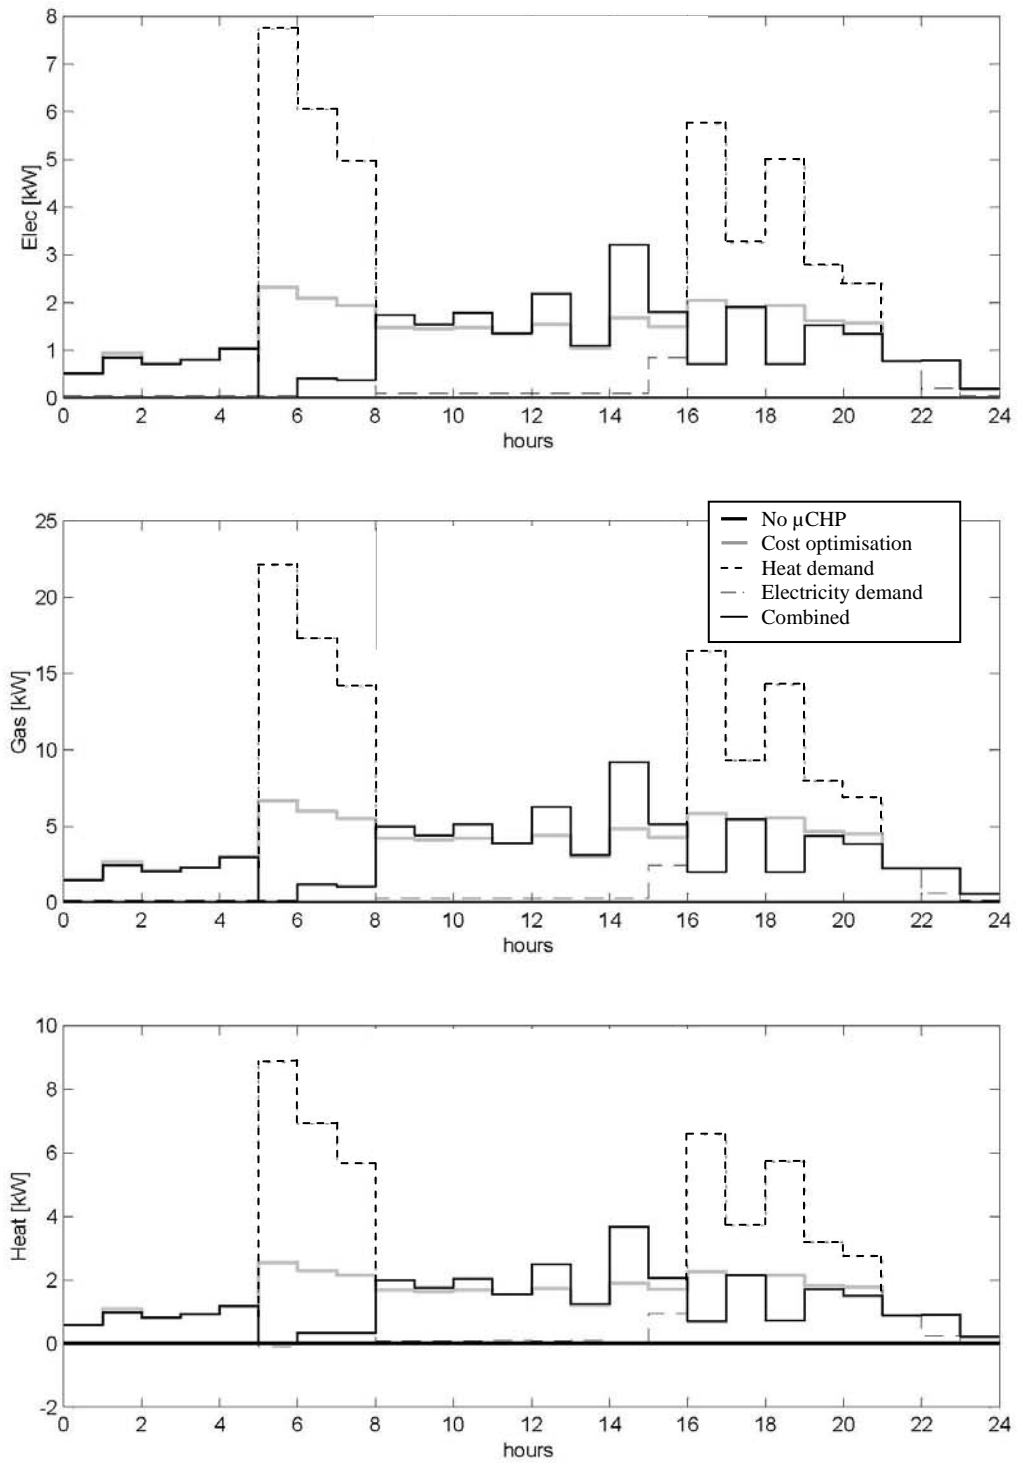 8
7
6
5
4
3
2
1
0
Elec [kW]
0 2 4 6 8 10 12 14 16 18 20 22 24
hours
25
20
15
10
5
0
Gas [kW]
No µCHP
Cost optimisation
Heat demand
Electricity demand
Combined
0 2 4 6 8 10 12 14 16 18 20 22 24
hours
10
8
6
4
2
0
-2
Heat [kW]
0 2 4 6 8 10 12 14 16 18 20 22 24
hours